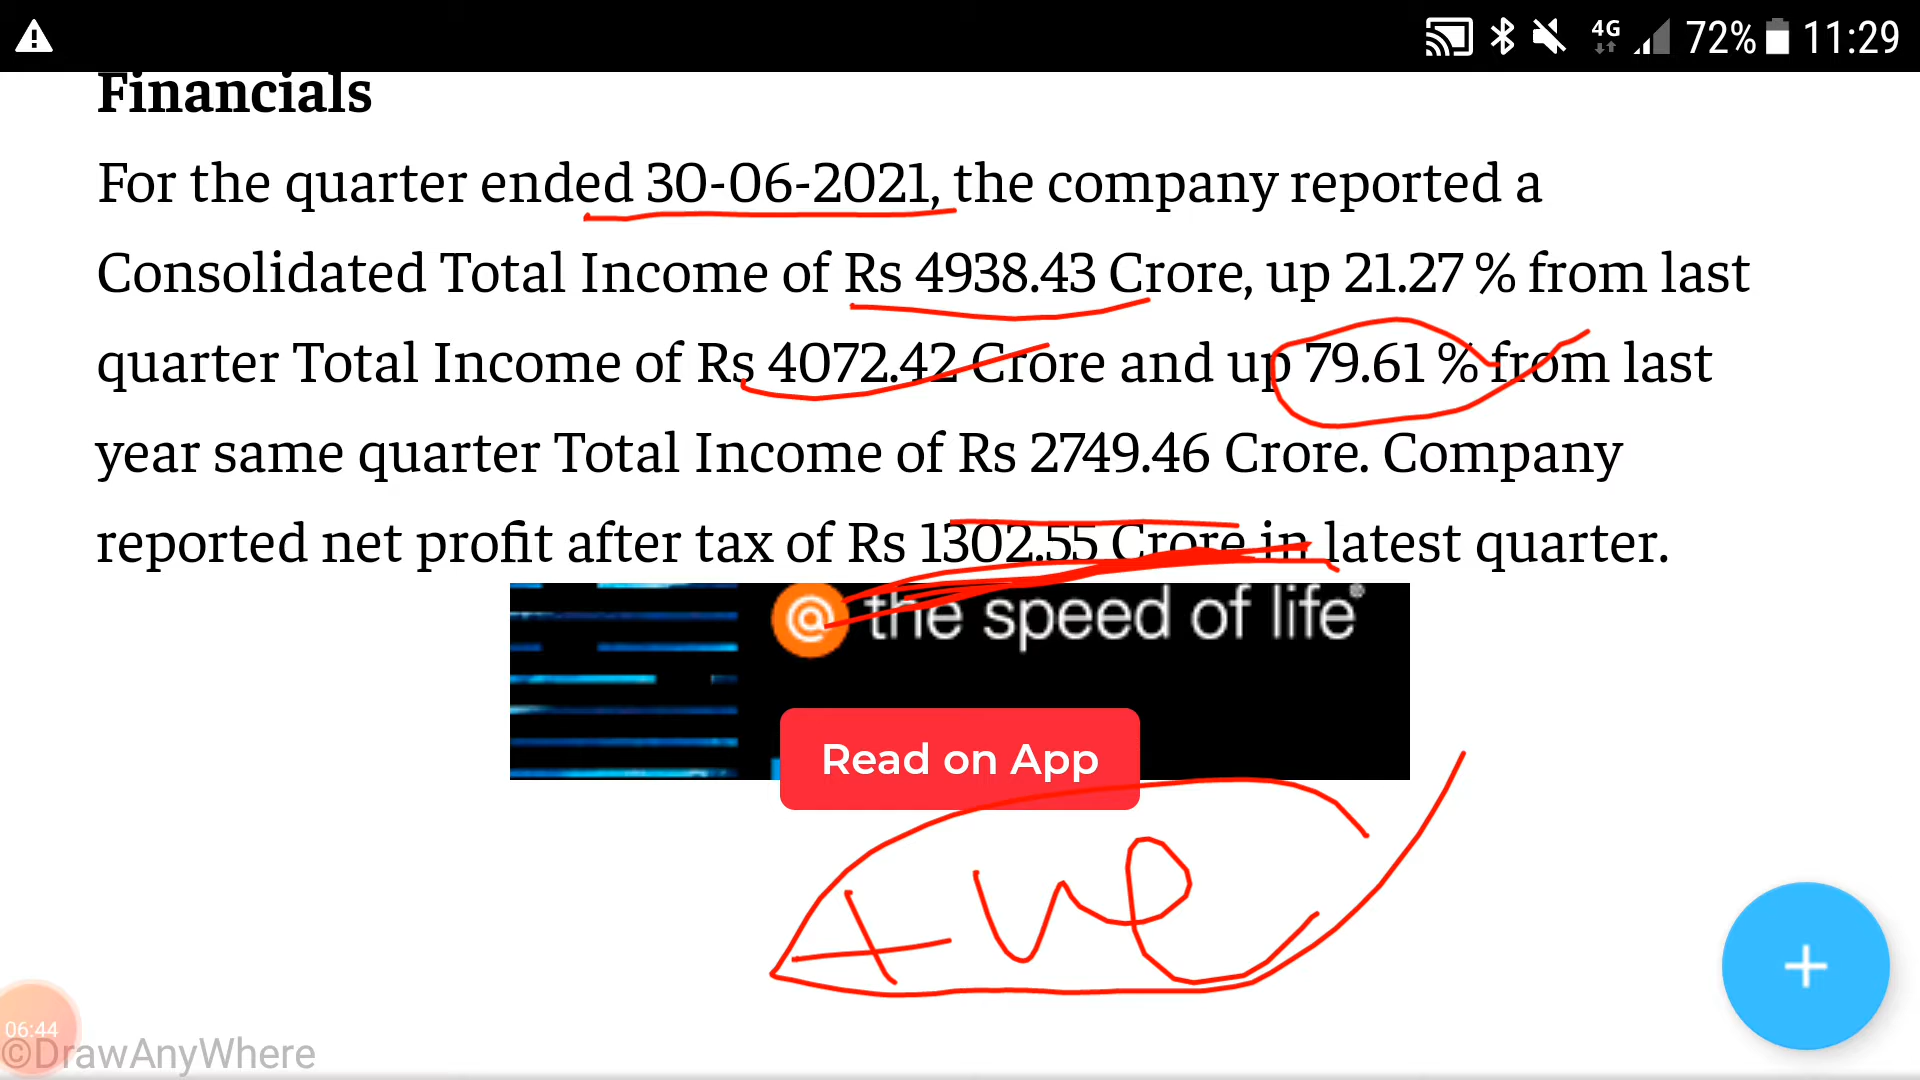 4G 72% 11:29
Financials
For the quarter ended 30-06-2021, the company reported a
Consolidated Total Income of Rs 4938.43 Crore, up 21.27 % from last
quarter Total Income of Rs 4072.42 Crore and up 79.61 % from last
year same quarter Total Income of Rs 2749.46 Crore. Company
reported net profit after tax of Rs 1302.55 Crore in latest quarter.
@ the speed of life®
Read on App
+ve
+
06:44
©DrawAnyWhere